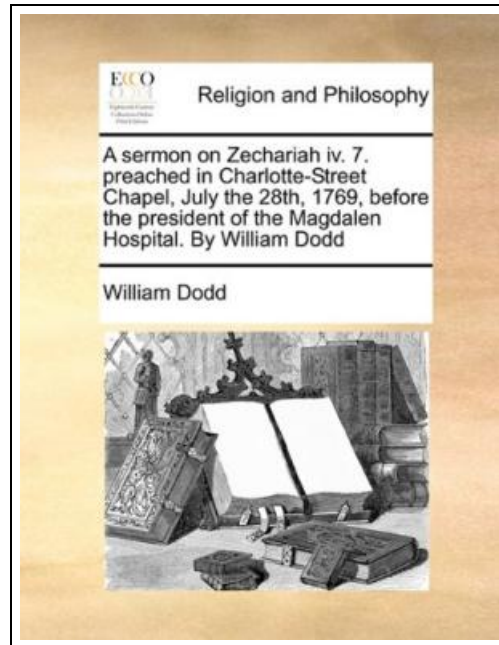 ECCO
Religion and Philosophy
A sermon on Zechariah iv. 7.
preached in Charlotte-Street
Chapel, July the 28th, 1769, before
the president of the Magdalen
Hospital. By William Dodd
William Dodd